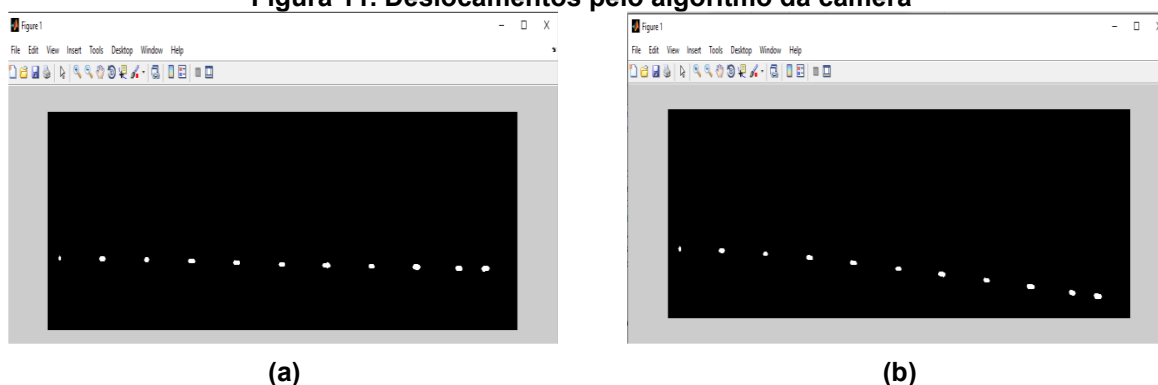 Figura 11. Deslocamentos pelo algoritmo da câmera
Figure 1
File Edit View Insert Tools Desktop Window Help
Figure 1
File Edit View Insert Tools Desktop Window Help
(a)
(b)